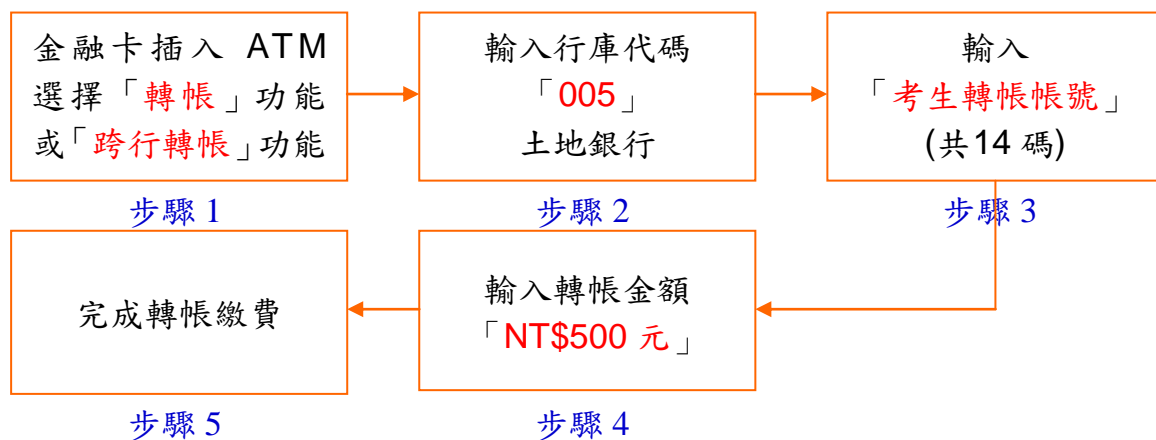 金融卡插入 ATM
選擇「轉帳」功能
或「跨行轉帳」功能
步驟 1
輸入行庫代碼
「005」
土地銀行
步驟 2
輸入
「考生轉帳帳號」
(共14 碼)
步驟 3
輸入轉帳金額
「NT$500 元」
步驟 4
完成轉帳繳費
步驟 5